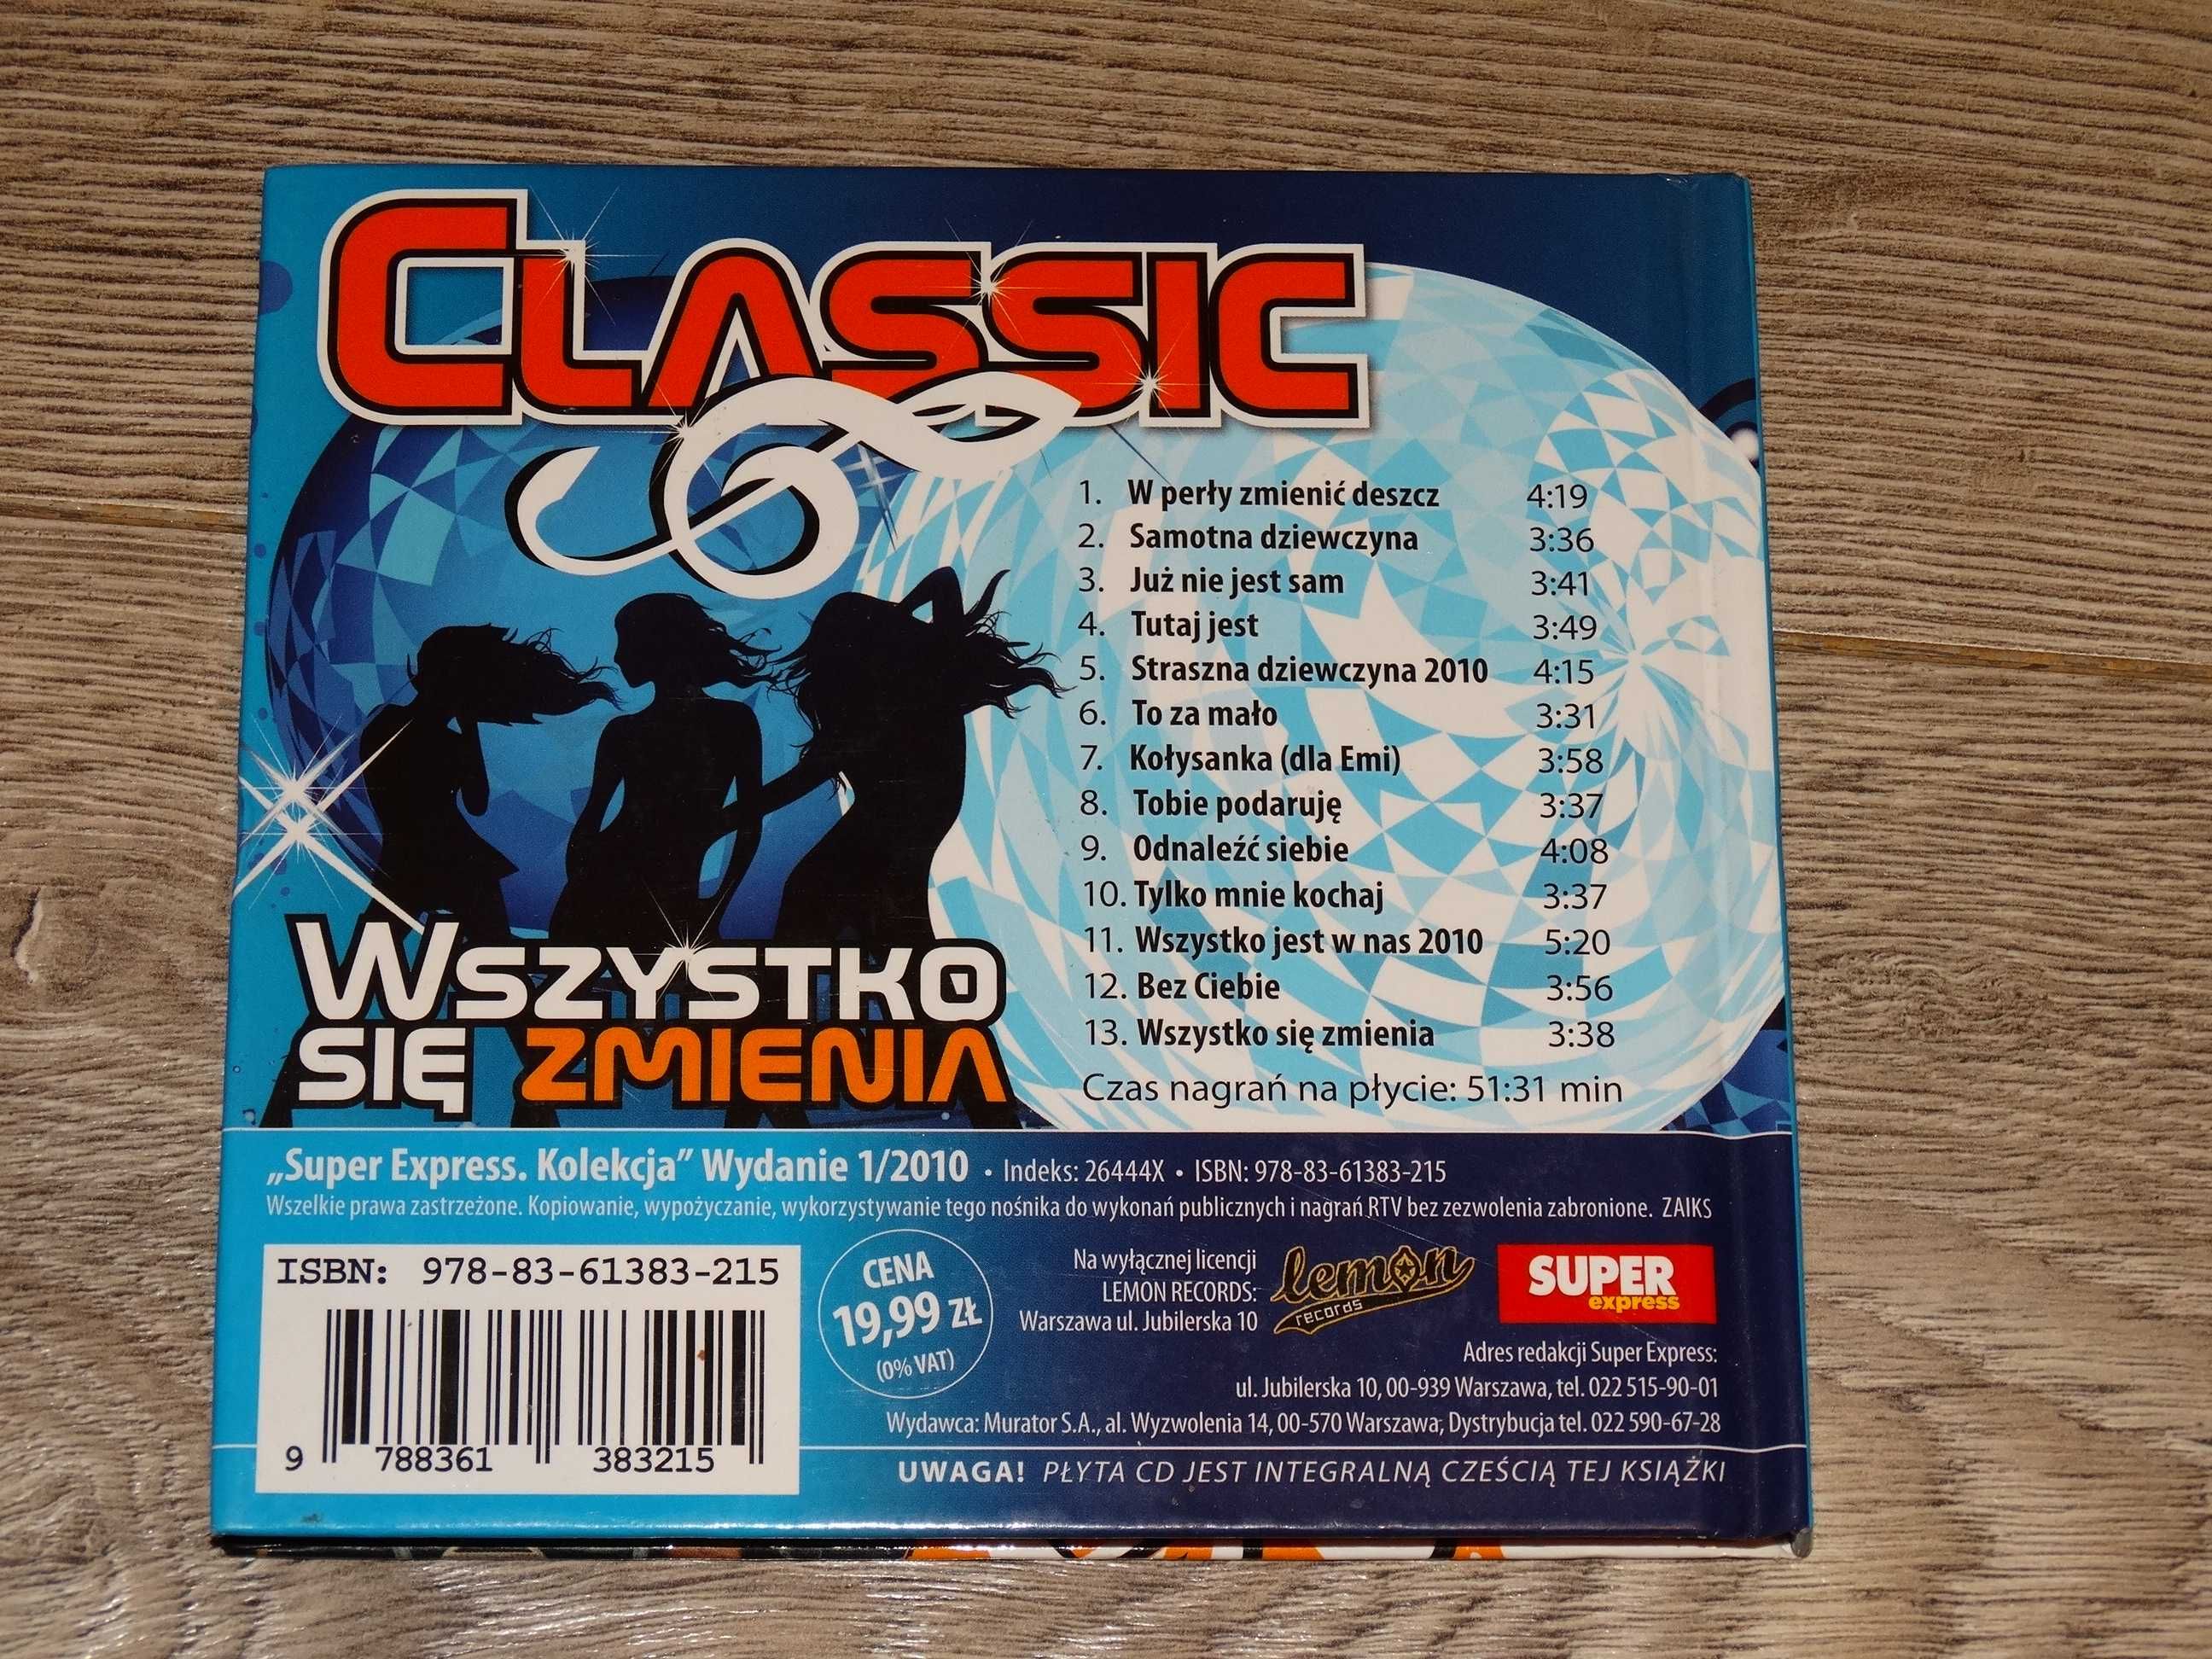 CLASSIC
1. W perły zmienić deszcz 4:19
2. Samotna dziewczyna 3:36
3. Już nie jest sam 3:41
4. Tutaj jest 3:49
5. Straszna dziewczyna 2010 4:15
6. To za mało 3:31
7. Kołysanka (dla Emi) 3:58
8. Tobie podaruję 3:37
9. Odnaleźć siebie 4:08
10. Tylko mnie kochaj 3:37
11. Wszystko jest w nas 2010 5:20
12. Bez Ciebie 3:56
13. Wszystko się zmienia 3:38
Czas nagrań na płycie: 51:31 min
WSZYSTKO
SIĘ ZMIENIA
„Super Express. Kolekcja” Wydanie 1/2010 • Indeks: 26444X • ISBN: 978-83-61383-215
Wszelkie prawa zastrzeżone. Kopiowanie, wypożyczanie, wykorzystywanie tego nośnika do wykonań publicznych i nagrań RTV bez zezwolenia zabronione. ZAIKS
ISBN: 978-83-61383-215
9 788361 383215
CENA
19,99 ZŁ
(0% VAT)
Na wyłącznej licencji
LEMON RECORDS:
Warszawa ul. Jubilerska 10
lemon
records
SUPER
express
Adres redakcji Super Express:
ul. Jubilerska 10, 00-939 Warszawa, tel. 022 515-90-01
Wydawca: Murator S.A., al. Wyzwolenia 14, 00-570 Warszawa, Dystrybucja tel. 022 590-67-28
UWAGA! PŁYTA CD JEST INTEGRALNĄ CZEŚCIĄ TEJ KSIĄŻKI